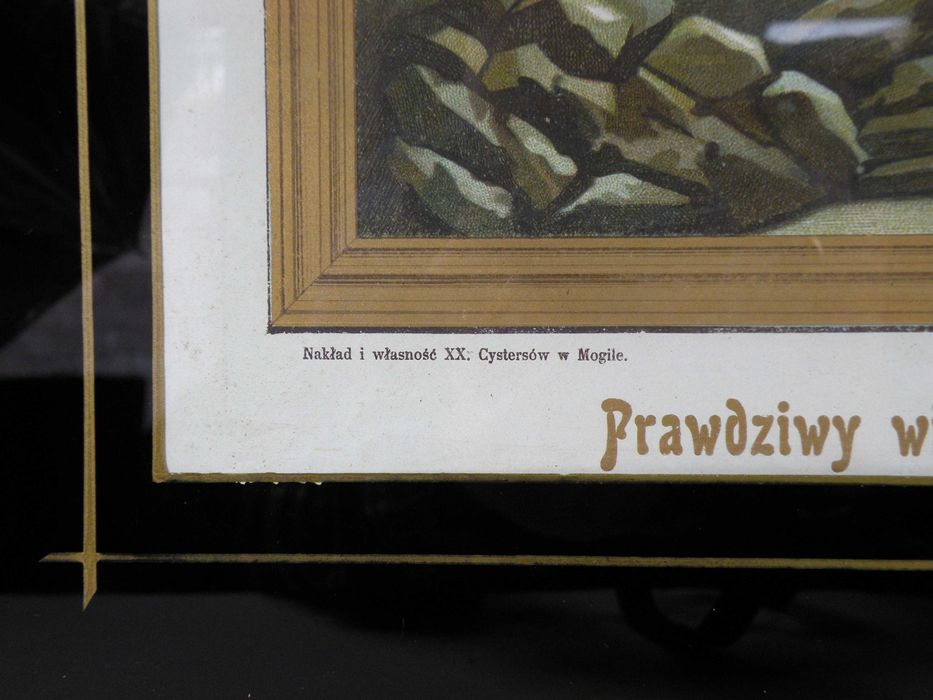 Nakład i własność XX. Cystersów w Mogile.
Prawdziwy